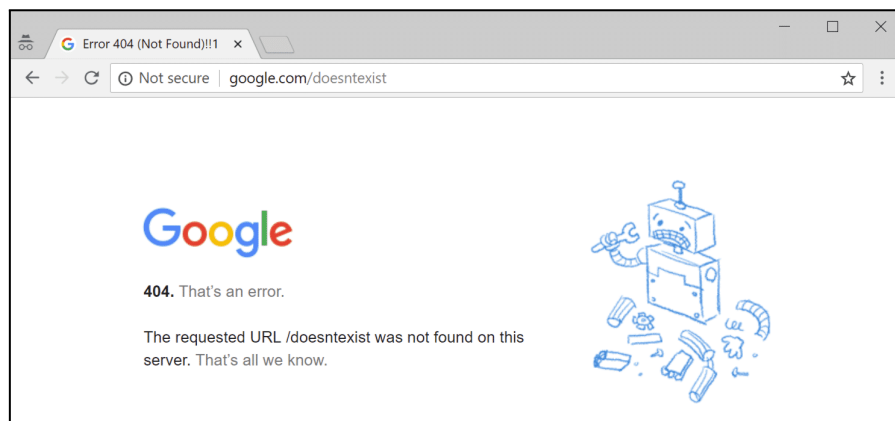 Error 404 (Not Found)!!1
Not secure google.com/doesntexist
Google
404. That's an error.
The requested URL /doesntexist was not found on this
server. That's all we know.